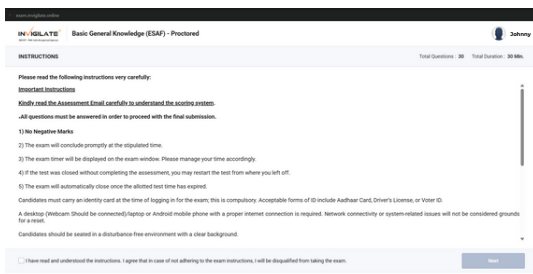 exam.invigilate.online
INVIGILATE
Basic General Knowledge (ESAF) - Proctored
Johnny
INSTRUCTIONS
Total Questions : 30 Total Duration : 30 Min.
Please read the following instructions very carefully:
Important Instructions
Kindly read the Assessment Email carefully to understand the scoring system.
•All questions must be answered in order to proceed with the final submission.
1) No Negative Marks
2) The exam will conclude promptly at the stipulated time.
3) The exam timer will be displayed on the exam window. Please manage your time accordingly.
4) If the test was closed without completing the assessment, you may restart the test from where you left off.
5) The exam will automatically close once the allotted test time has expired.
Candidates must carry an identity card at the time of logging in for the exam; this is compulsory. Acceptable forms of ID include Aadhaar Card, Driver's License, or Voter ID.
A desktop (Webcam Should be connected)/laptop or Android mobile phone with a proper internet connection is required. Network connectivity or system-related issues will not be considered grounds
for a reset.
Candidates should be seated in a disturbance-free environment with a clear background.
I have read and understood the instructions. I agree that in case of not adhering to the exam instructions, I will be disqualified from taking the exam.
Next